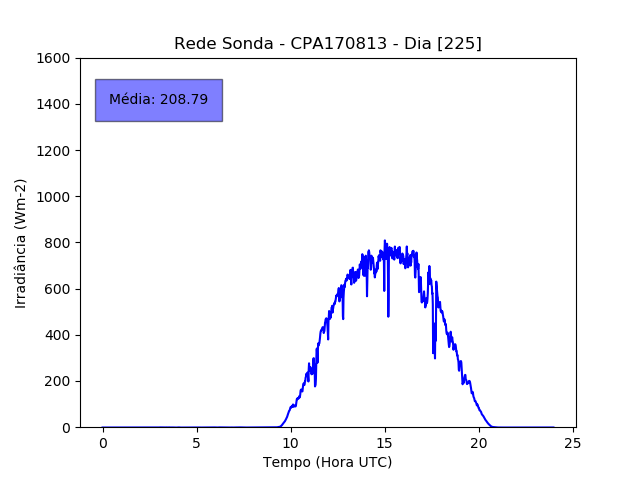 Rede Sonda - CPA170813 - Dia [225]
1600
1400
1200
1000
800
600
400
200
0
Irradiância (Wm-2)
Média: 208.79
0 5 10 15 20 25
Tempo (Hora UTC)